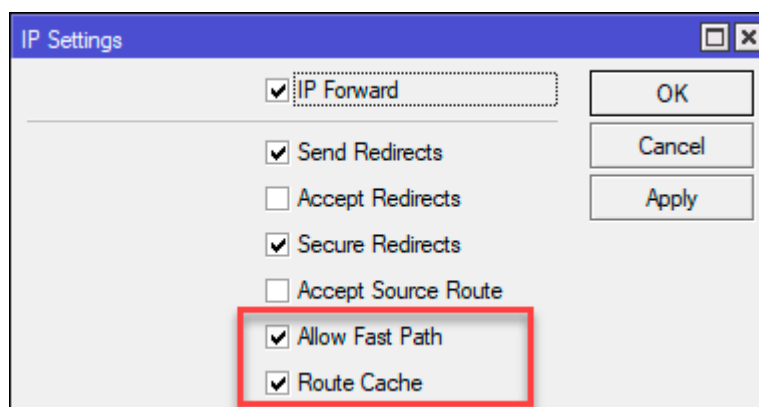 IP Settings
IP Forward
OK
Send Redirects
Cancel
Accept Redirects
Apply
Secure Redirects
Accept Source Route
Allow Fast Path
Route Cache